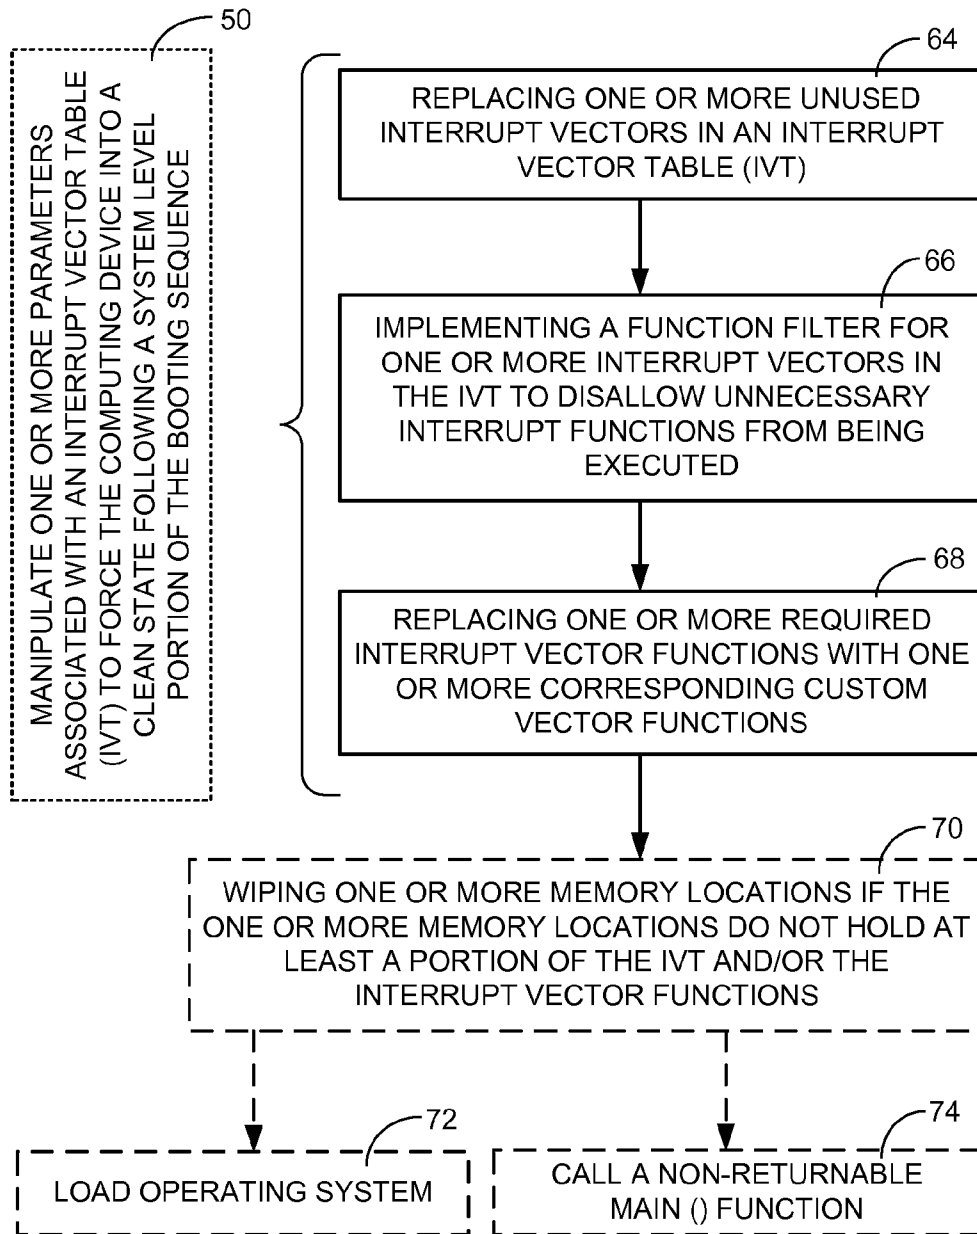 50
MANIPULATE ONE OR MORE PARAMETERS
ASSOCIATED WITH AN INTERRUPT VECTOR TABLE
(IVT) TO FORCE THE COMPUTING DEVICE INTO A
CLEAN STATE FOLLOWING A SYSTEM LEVEL
PORTION OF THE BOOTING SEQUENCE
64
REPLACING ONE OR MORE UNUSED
INTERRUPT VECTORS IN AN INTERRUPT
VECTOR TABLE (IVT)
66
IMPLEMENTING A FUNCTION FILTER FOR
ONE OR MORE INTERRUPT VECTORS IN
THE IVT TO DISALLOW UNNECESSARY
INTERRUPT FUNCTIONS FROM BEING
EXECUTED
68
REPLACING ONE OR MORE REQUIRED
INTERRUPT VECTOR FUNCTIONS WITH ONE
OR MORE CORRESPONDING CUSTOM
VECTOR FUNCTIONS
70
WIPING ONE OR MORE MEMORY LOCATIONS IF THE
ONE OR MORE MEMORY LOCATIONS DO NOT HOLD AT
LEAST A PORTION OF THE IVT AND/OR THE
INTERRUPT VECTOR FUNCTIONS
72
LOAD OPERATING SYSTEM
74
CALL A NON-RETURNABLE
MAIN () FUNCTION